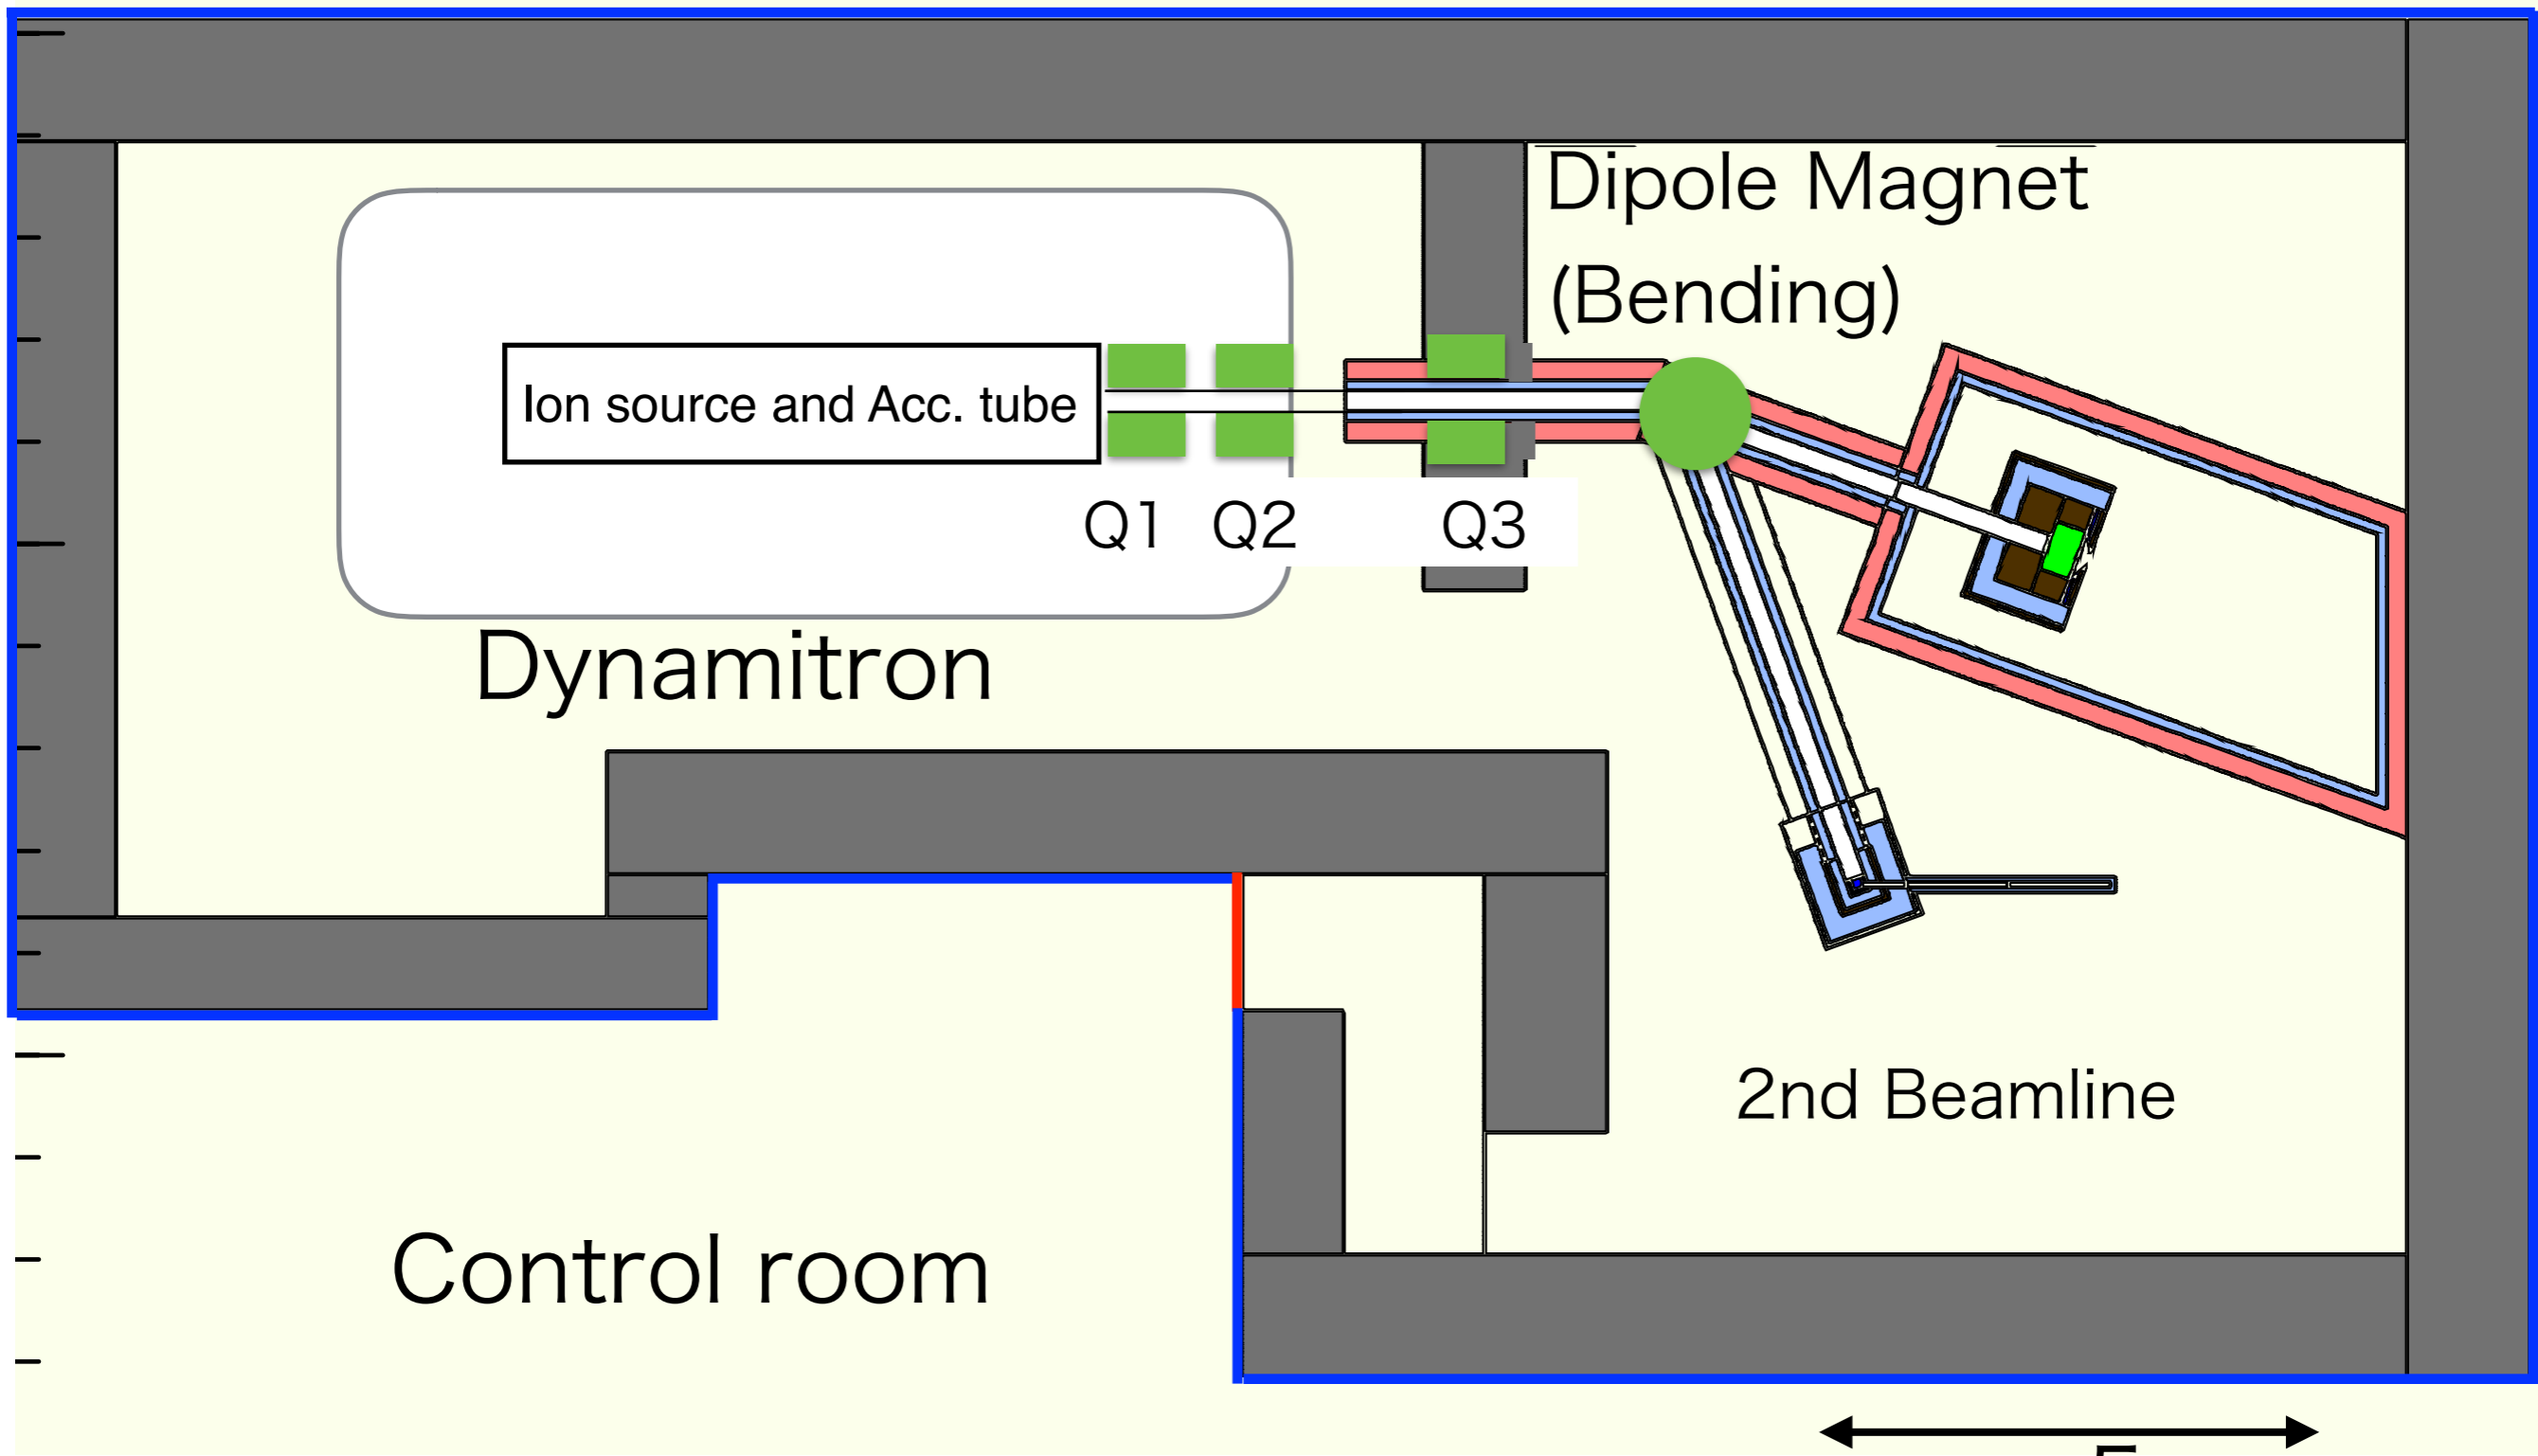 Dipole Magnet
(Bending)
Ion source and Acc. tube
Q1 Q2 Q3
Dynamitron
2nd Beamline
Control room